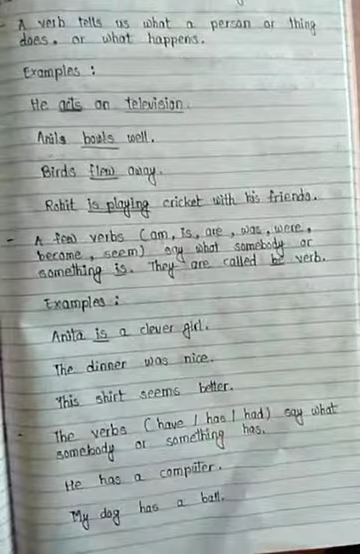 - A verb tells us what a person or thing
does. or what happens.
Examples :
He acts on television.
Anil bowls well.
Birds flew away.
Rohit is playing cricket with his friends.
- A few verbs (am, is, are, was, were,
become, seem) say what somebody or
something is. They are called be verb.
Examples :
Anita is a clever girl.
The dinner was nice.
This shirt seems better.
- The verbs (have / has / had) say what
somebody or something has.
He has a computer.
My dog has a ball.